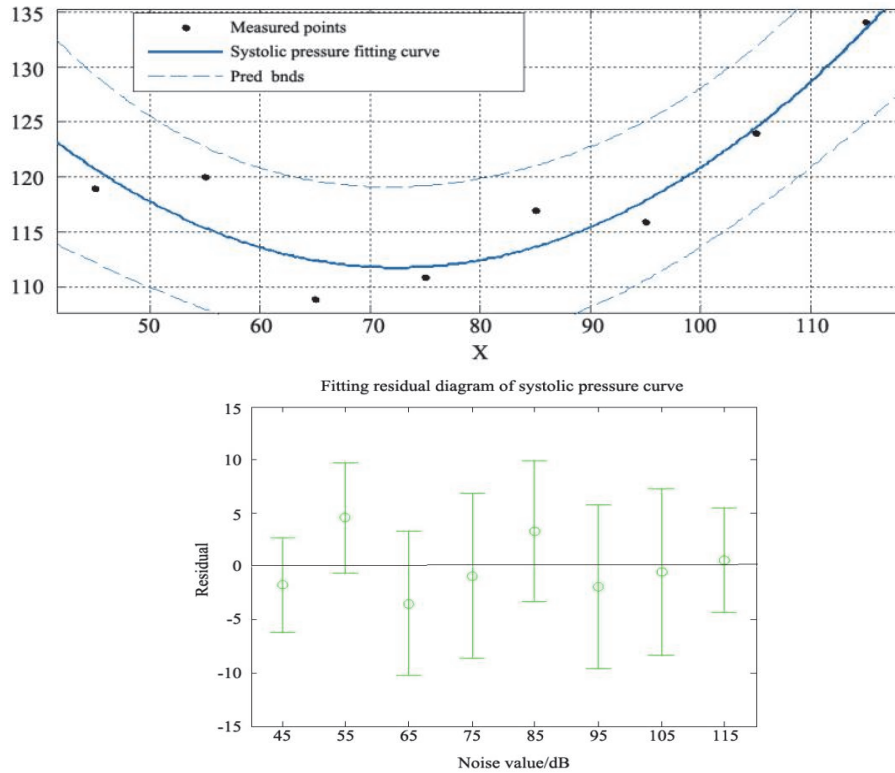 135
130
125
120
115
110
Measured points
Systolic pressure fitting curve
Pred bnds
50 60 70 80 90 100 110
X
Fitting residual diagram of systolic pressure curve
15
10
5
0
-5
-10
-15
Residual
45 55 65 75 85 95 105 115
Noise value/dB